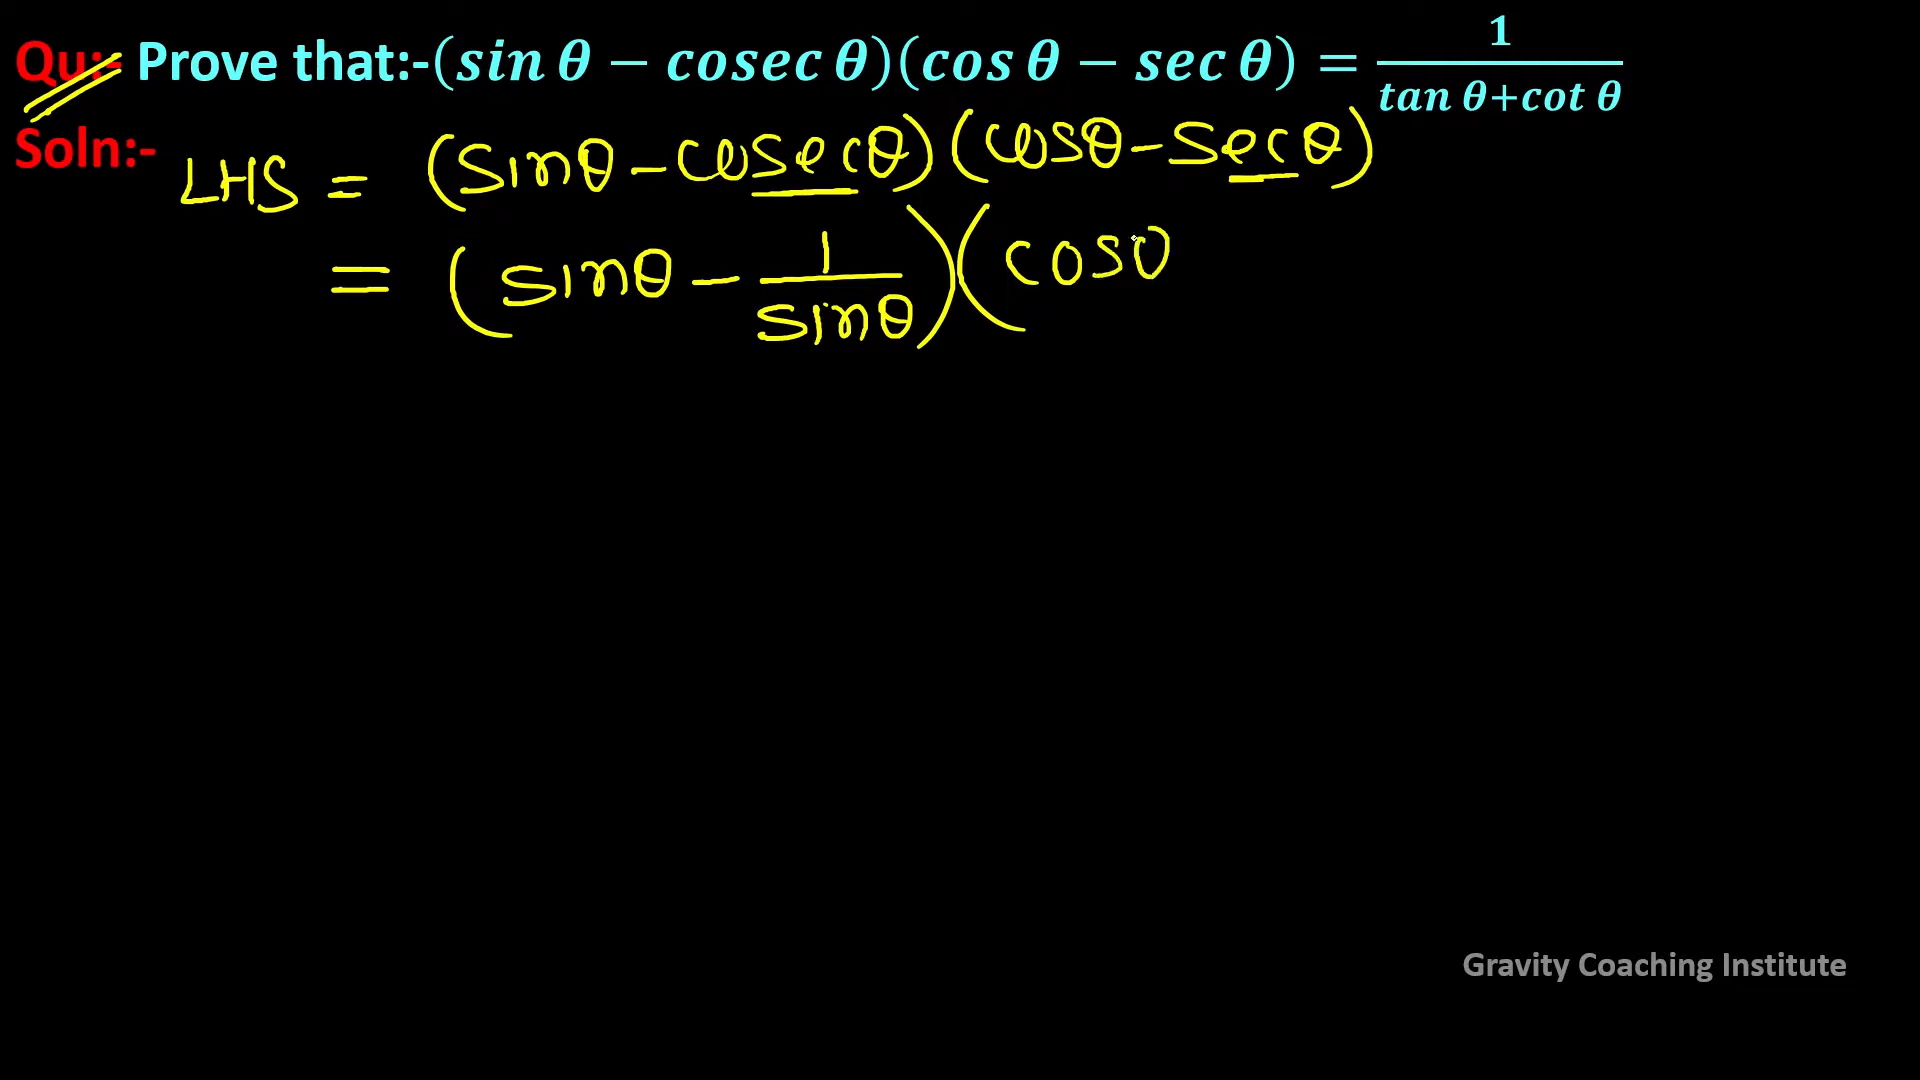 Qu:- Prove that:-(sin θ − cosec θ)(cos θ − sec θ) = 1/(tan θ+cot θ)
Soln:-
LHS = (sinθ - cosecθ)(cosθ - secθ)
= (sinθ - 1/sinθ)(cos0
Gravity Coaching Institute